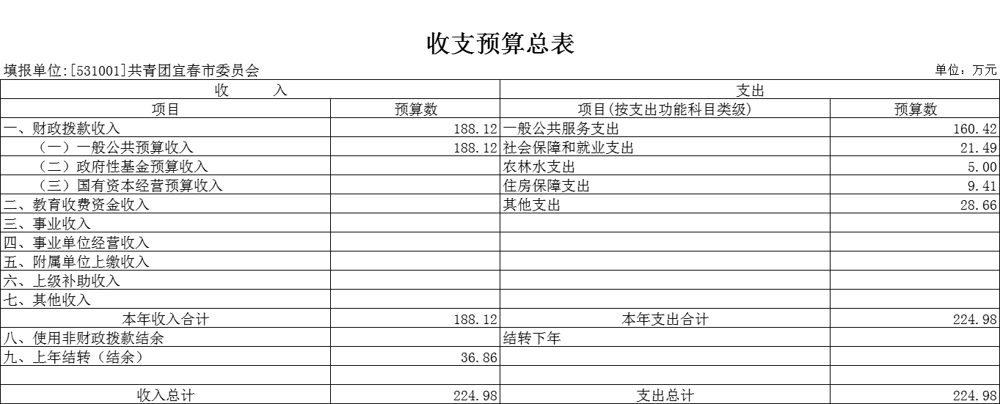 收支预算总表
填报单位:[531001]共青团宜春市委员会 单位：万元
收 入 支出
项目 预算数 项目(按支出功能科目类级) 预算数
一、财政拨款收入 188.12 一般公共服务支出 160.42
（一）一般公共预算收入 188.12 社会保障和就业支出 21.49
（二）政府性基金预算收入 农林水支出 5.00
（三）国有资本经营预算收入 住房保障支出 9.41
二、教育收费资金收入 其他支出 28.66
三、事业收入
四、事业单位经营收入
五、附属单位上缴收入
六、上级补助收入
七、其他收入
本年收入合计 188.12 本年支出合计 224.98
八、使用非财政拨款结余 结转下年
九、上年结转（结余） 36.86
收入总计 224.98 支出总计 224.98